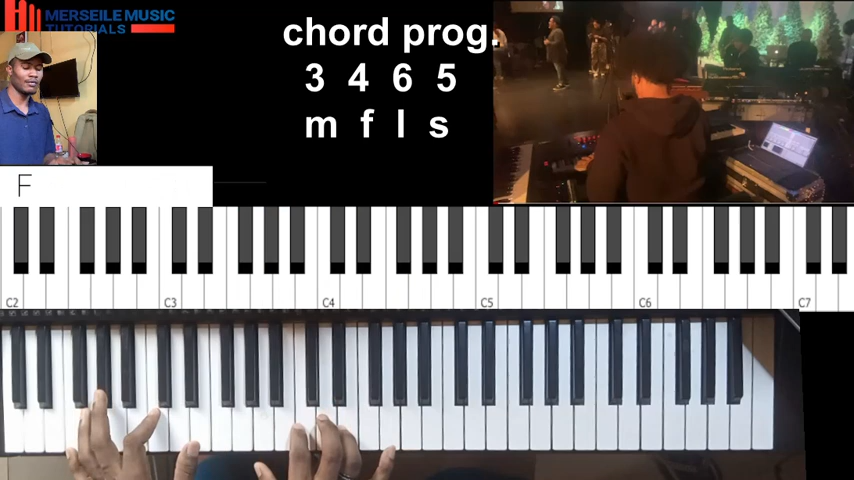 MERSEILE MUSIC
TUTORIALS
chord prog.
3 4 6 5
m f l s
F
C2 C3 C4 C5 C6 C7